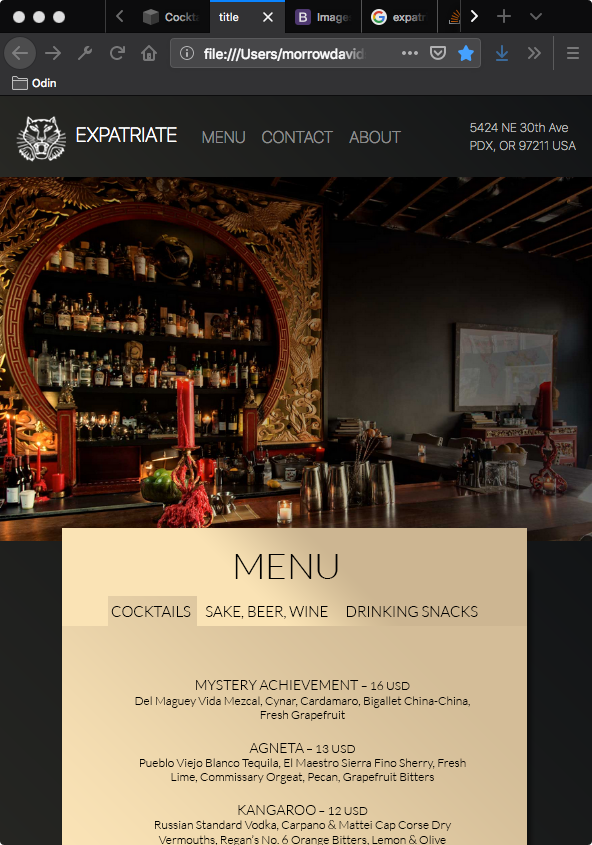 Cockt
title
Image
expatr
file:///Users/morrowdavid
Odin
EXPATRIATE
MENU CONTACT ABOUT
5424 NE 30th Ave
PDX, OR 97211 USA
MENU
COCKTAILS SAKE, BEER, WINE DRINKING SNACKS
MYSTERY ACHIEVEMENT – 16 USD
Del Maguey Vida Mezcal, Cynar, Cardamaro, Bigallet China-China,
Fresh Grapefruit
AGNETA – 13 USD
Pueblo Viejo Blanco Tequila, El Maestro Sierra Fino Sherry, Fresh
Lime, Commissary Orgeat, Pecan, Grapefruit Bitters
KANGAROO – 12 USD
Russian Standard Vodka, Carpano & Mattei Cap Corse Dry
Vermouths, Regan's No. 6 Orange Bitters, Lemon & Olive